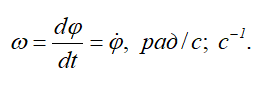 ω = dφ/dt = φ̇, рад/с; с⁻¹.